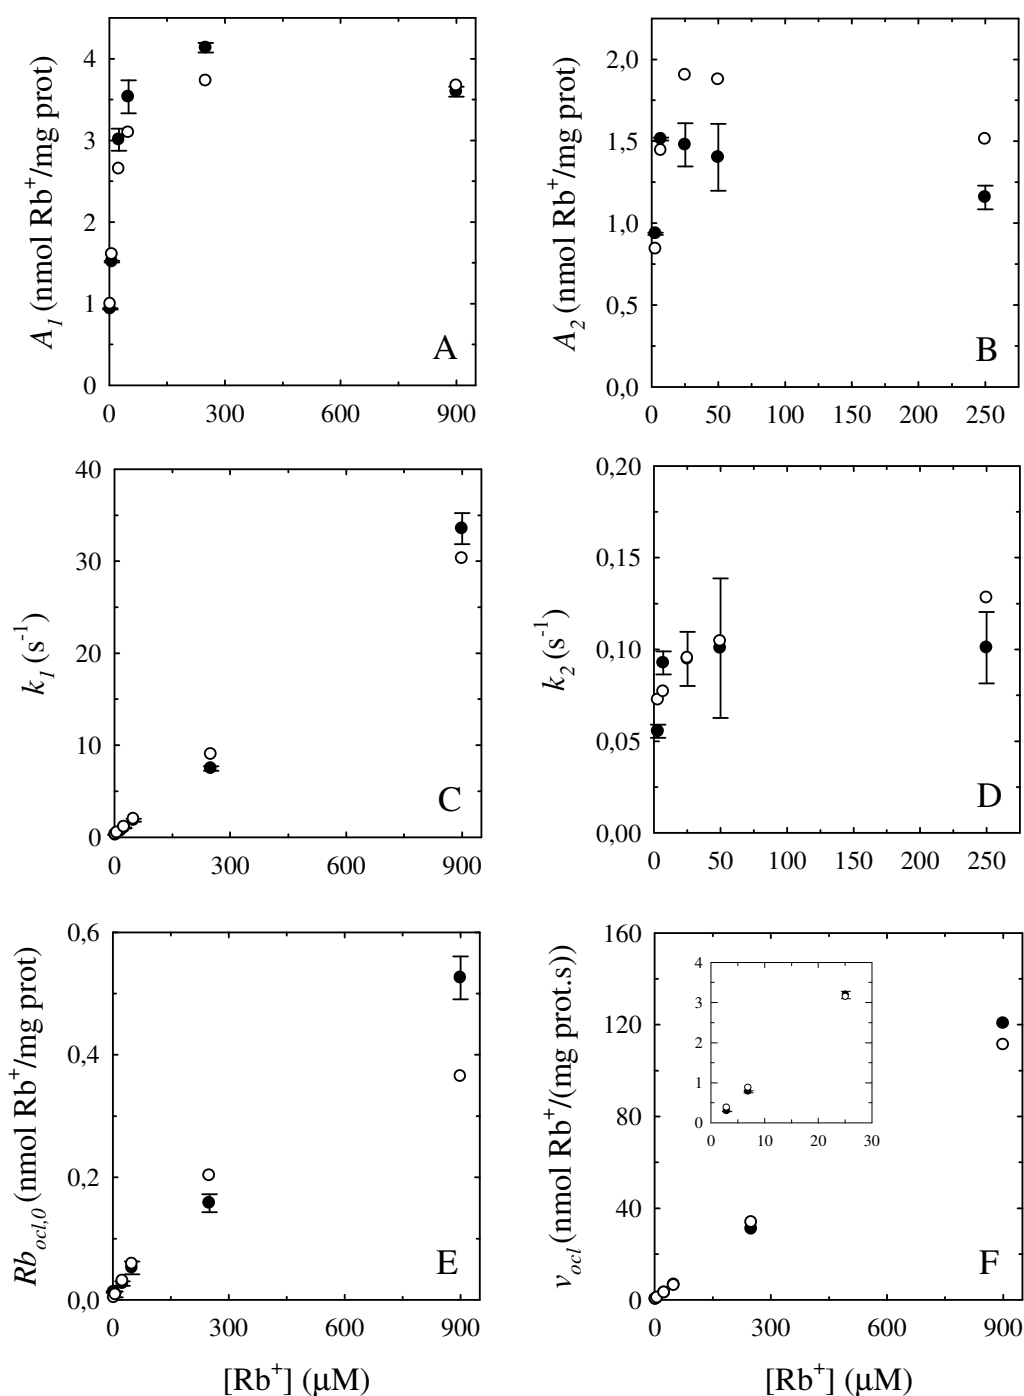 A₁ (nmol Rb⁺/mg prot)
4
3
2
1
0
0 300 600 900
A
A₂ (nmol Rb⁺/mg prot)
2,0
1,5
1,0
0,5
0,0
0 50 100 150 200 250
B
k₁ (s⁻¹)
40
30
20
10
0
0 300 600 900
C
k₂ (s⁻¹)
0,20
0,15
0,10
0,05
0,00
0 50 100 150 200 250
D
Rb_ocl,0 (nmol Rb⁺/mg prot)
0,6
0,4
0,2
0,0
0 300 600 900
E
[Rb⁺] (μM)
v_ocl (nmol Rb⁺/(mg prot.s))
160
120
80
40
0
0 300 600 900
4
3
2
1
0
0 10 20 30
F
[Rb⁺] (μM)